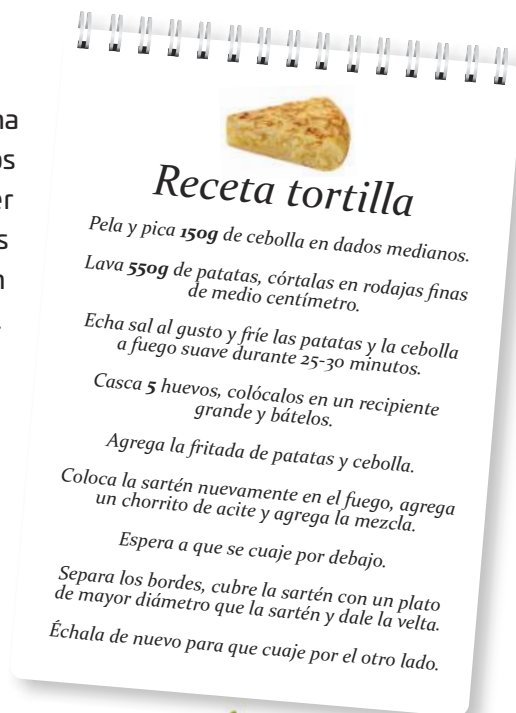 na
os
er
s
n
.
Receta tortilla
Pela y pica 150g de cebolla en dados medianos.
Lava 550g de patatas, córtalas en rodajas finas
de medio centímetro.
Echa sal al gusto y fríe las patatas y la cebolla
a fuego suave durante 25-30 minutos.
Casca 5 huevos, colócalos en un recipiente
grande y bátelos.
Agrega la fritada de patatas y cebolla.
Coloca la sartén nuevamente en el fuego, agrega
un chorrito de acite y agrega la mezcla.
Espera a que se cuaje por debajo.
Separa los bordes, cubre la sartén con un plato
de mayor diámetro que la sartén y dale la velta.
Échala de nuevo para que cuaje por el otro lado.